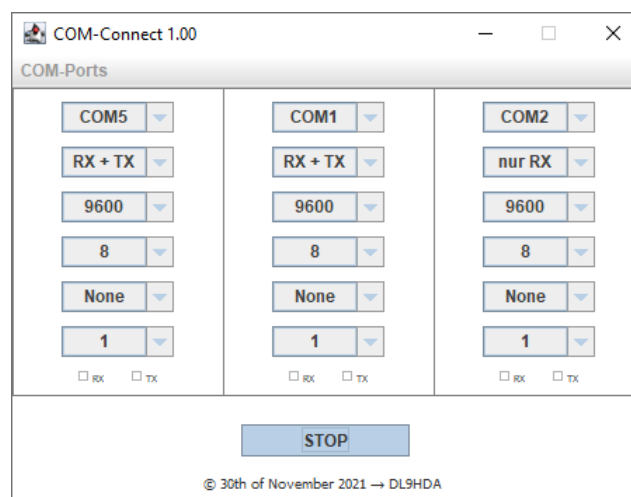 COM-Connect 1.00
COM-Ports
COM5 COM1 COM2
RX + TX RX + TX nur RX
9600 9600 9600
8 8 8
None None None
1 1 1
RX TX RX TX RX TX
STOP
© 30th of November 2021 → DL9HDA